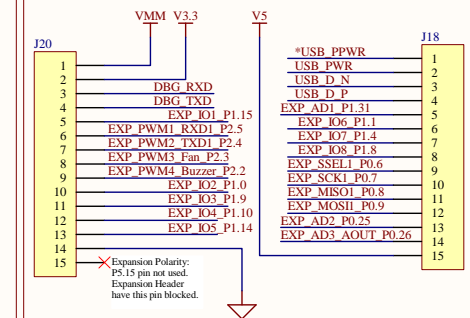 VMM V3.3 V5
J20
1
2
3 DBG_RXD
4 DBG_TXD
5 EXP_IO1_P1.15
6 EXP_PWM1_RXD1_P2.5
7 EXP_PWM2_TXD1_P2.4
8 EXP_PWM3_Fan_P2.3
9 EXP_PWM4_Buzzer_P2.2
10 EXP_IO2_P1.0
11 EXP_IO3_P1.9
12 EXP_IO4_P1.10
13 EXP_IO5_P1.14
14
15
Expansion Polarity:
P5.15 pin not used.
Expansion Header
have this pin blocked.
J18
*USB_PPWR 1
USB_PWR 2
USB_D_N 3
USB_D_P 4
EXP_AD1_P1.31 5
EXP_IO6_P1.1 6
EXP_IO7_P1.4 7
EXP_IO8_P1.8 8
EXP_SSEL1_P0.6 9
EXP_SCK1_P0.7 10
EXP_MISO1_P0.8 11
EXP_MOSI1_P0.9 12
EXP_AD2_P0.25 13
EXP_AD3_AOUT_P0.26 14
15